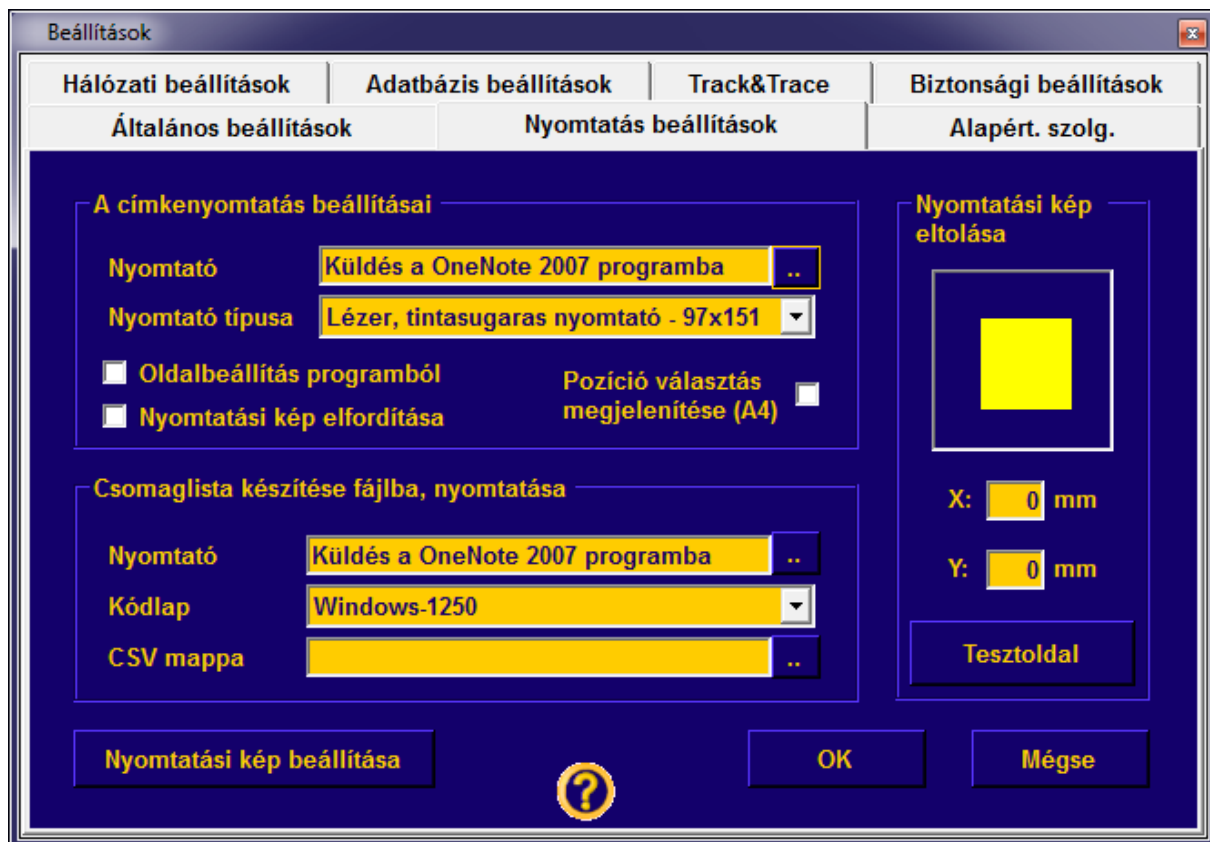 Beállítások
Hálózati beállítások
Adatbázis beállítások
Track&Trace
Biztonsági beállítások
Általános beállítások
Nyomtatás beállítások
Alapért. szolg.
A címkenyomtatás beállításai
Nyomtató
Küldés a OneNote 2007 programba
..
Nyomtató típusa
Lézer, tintasugaras nyomtató - 97x151
Oldalbeállítás programból
Nyomtatási kép elfordítása
Pozíció választás
megjelenítése (A4)
Csomaglista készítése fájlba, nyomtatása
Nyomtató
Küldés a OneNote 2007 programba
..
Kódlap
Windows-1250
CSV mappa
..
Nyomtatási kép
eltolása
X: 0 mm
Y: 0 mm
Tesztoldal
Nyomtatási kép beállítása
?
OK
Mégse